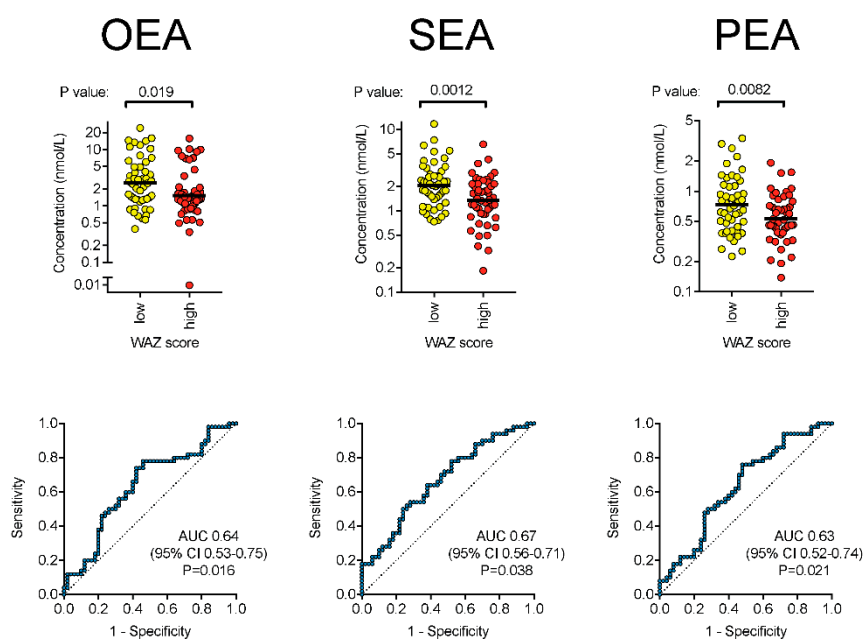 OEA
SEA
PEA
P value: 0.019
Concentration (nmol/L)
20
10
5
2
1
0.5
0.2
0.1
0.01
low
high
WAZ score
P value: 0.0012
Concentration (nmol/L)
10
5
2
1
0.5
0.2
0.1
low
high
WAZ score
P value: 0.0082
Concentration (nmol/L)
5
2
1
0.5
0.2
0.1
low
high
WAZ score
Sensitivity
1.0
0.8
0.6
0.4
0.2
0.0
AUC 0.64
(95% CI 0.53-0.75)
P=0.016
0.0 0.2 0.4 0.6 0.8 1.0
1 - Specificity
Sensitivity
1.0
0.8
0.6
0.4
0.2
0.0
AUC 0.67
(95% CI 0.56-0.71)
P=0.038
0.0 0.2 0.4 0.6 0.8 1.0
1 - Specificity
Sensitivity
1.0
0.8
0.6
0.4
0.2
0.0
AUC 0.63
(95% CI 0.52-0.74)
P=0.021
0.0 0.2 0.4 0.6 0.8 1.0
1 - Specificity